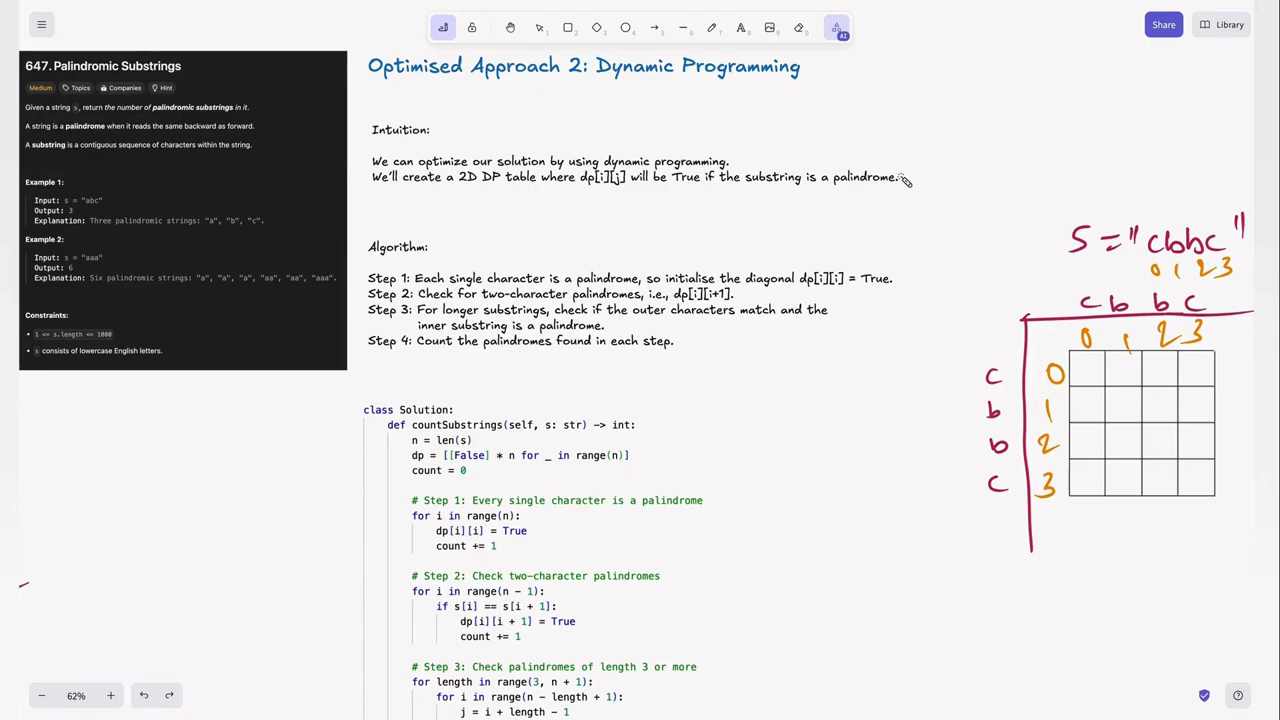 Share
Library
1
2
3
4
5
6
7
8
9
0
AI
647. Palindromic Substrings
Medium Topics Companies Hint
Given a string s, return the number of palindromic substrings in it.
A string is a palindrome when it reads the same backward as forward.
A substring is a contiguous sequence of characters within the string.
Example 1:
Input: s = "abc"
Output: 3
Explanation: Three palindromic strings: "a", "b", "c".
Example 2:
Input: s = "aaa"
Output: 6
Explanation: Six palindromic strings: "a", "a", "a", "aa", "aa", "aaa".
Constraints:
• 1 <= s.length <= 1000
• s consists of lowercase English letters.
Optimised Approach 2: Dynamic Programming
Intuition:
We can optimize our solution by using dynamic programming.
We'll create a 2D DP table where dp[i][j] will be True if the substring is a palindrome.
Algorithm:
Step 1: Each single character is a palindrome, so initialise the diagonal dp[i][i] = True.
Step 2: Check for two-character palindromes, i.e., dp[i][i+1].
Step 3: For longer substrings, check if the outer characters match and the
inner substring is a palindrome.
Step 4: Count the palindromes found in each step.
class Solution:
def countSubstrings(self, s: str) -> int:
n = len(s)
dp = [[False] * n for _ in range(n)]
count = 0
# Step 1: Every single character is a palindrome
for i in range(n):
dp[i][i] = True
count += 1
# Step 2: Check two-character palindromes
for i in range(n - 1):
if s[i] == s[i + 1]:
dp[i][i + 1] = True
count += 1
# Step 3: Check palindromes of length 3 or more
for length in range(3, n + 1):
for i in range(n - length + 1):
j = i + length - 1
S = "cbbc"
0 1 2 3
c b b c
0 1 2 3
c 0
b 1
b 2
c 3
62%